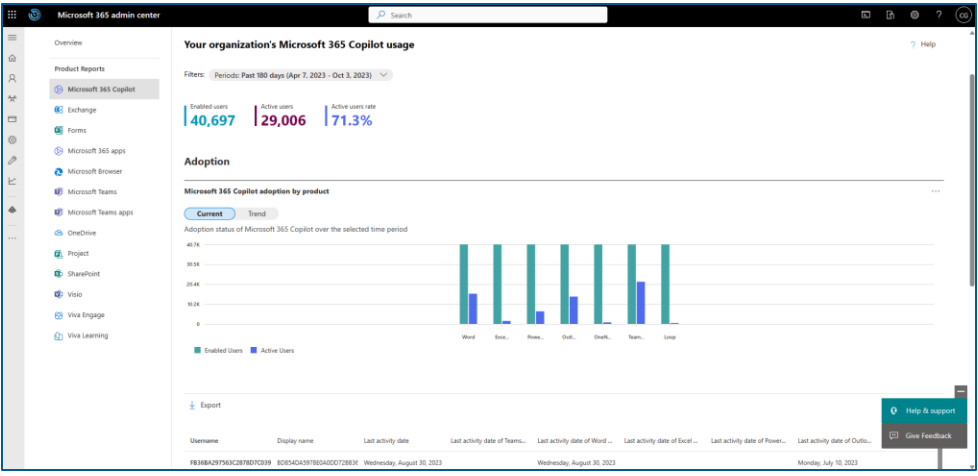 Microsoft 365 admin center
Search
?
CG
Overview
Product Reports
Microsoft 365 Copilot
Exchange
Forms
Microsoft 365 apps
Microsoft Browser
Microsoft Teams
Microsoft Teams apps
OneDrive
Project
SharePoint
Visio
Viva Engage
Viva Learning
Your organization's Microsoft 365 Copilot usage
? Help
Filters: Periods: Past 180 days (Apr 7, 2023 - Oct 3, 2023)
Enabled users Active users Active users rate
40,697 29,006 71.3%
Adoption
Microsoft 365 Copilot adoption by product
...
Current Trend
Adoption status of Microsoft 365 Copilot over the selected time period
40.7K
30.5K
20.4K
10.2K
0
Word Exce... Powe... Outl... OneN... Team... Loop
Enabled Users Active Users
Export
Help & support
Give Feedback
Username Display name Last activity date Last activity date of Teams... Last activity date of Word ... Last activity date of Excel ... Last activity date of Power... Last activity date of Outlo...
Wednesday, August 30, 2023 Wednesday, August 30, 2023 Monday, July 10, 2023